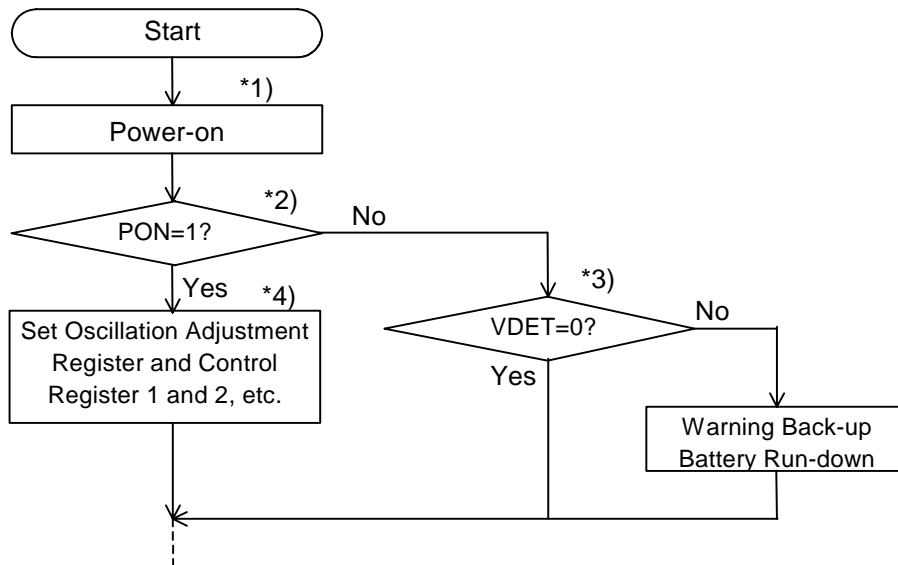 Start
*1)
Power-on
*2)
PON=1?
No
Yes
*3)
*4)
VDET=0?
No
Yes
Set Oscillation Adjustment
Register and Control
Register 1 and 2, etc.
Warning Back-up
Battery Run-down